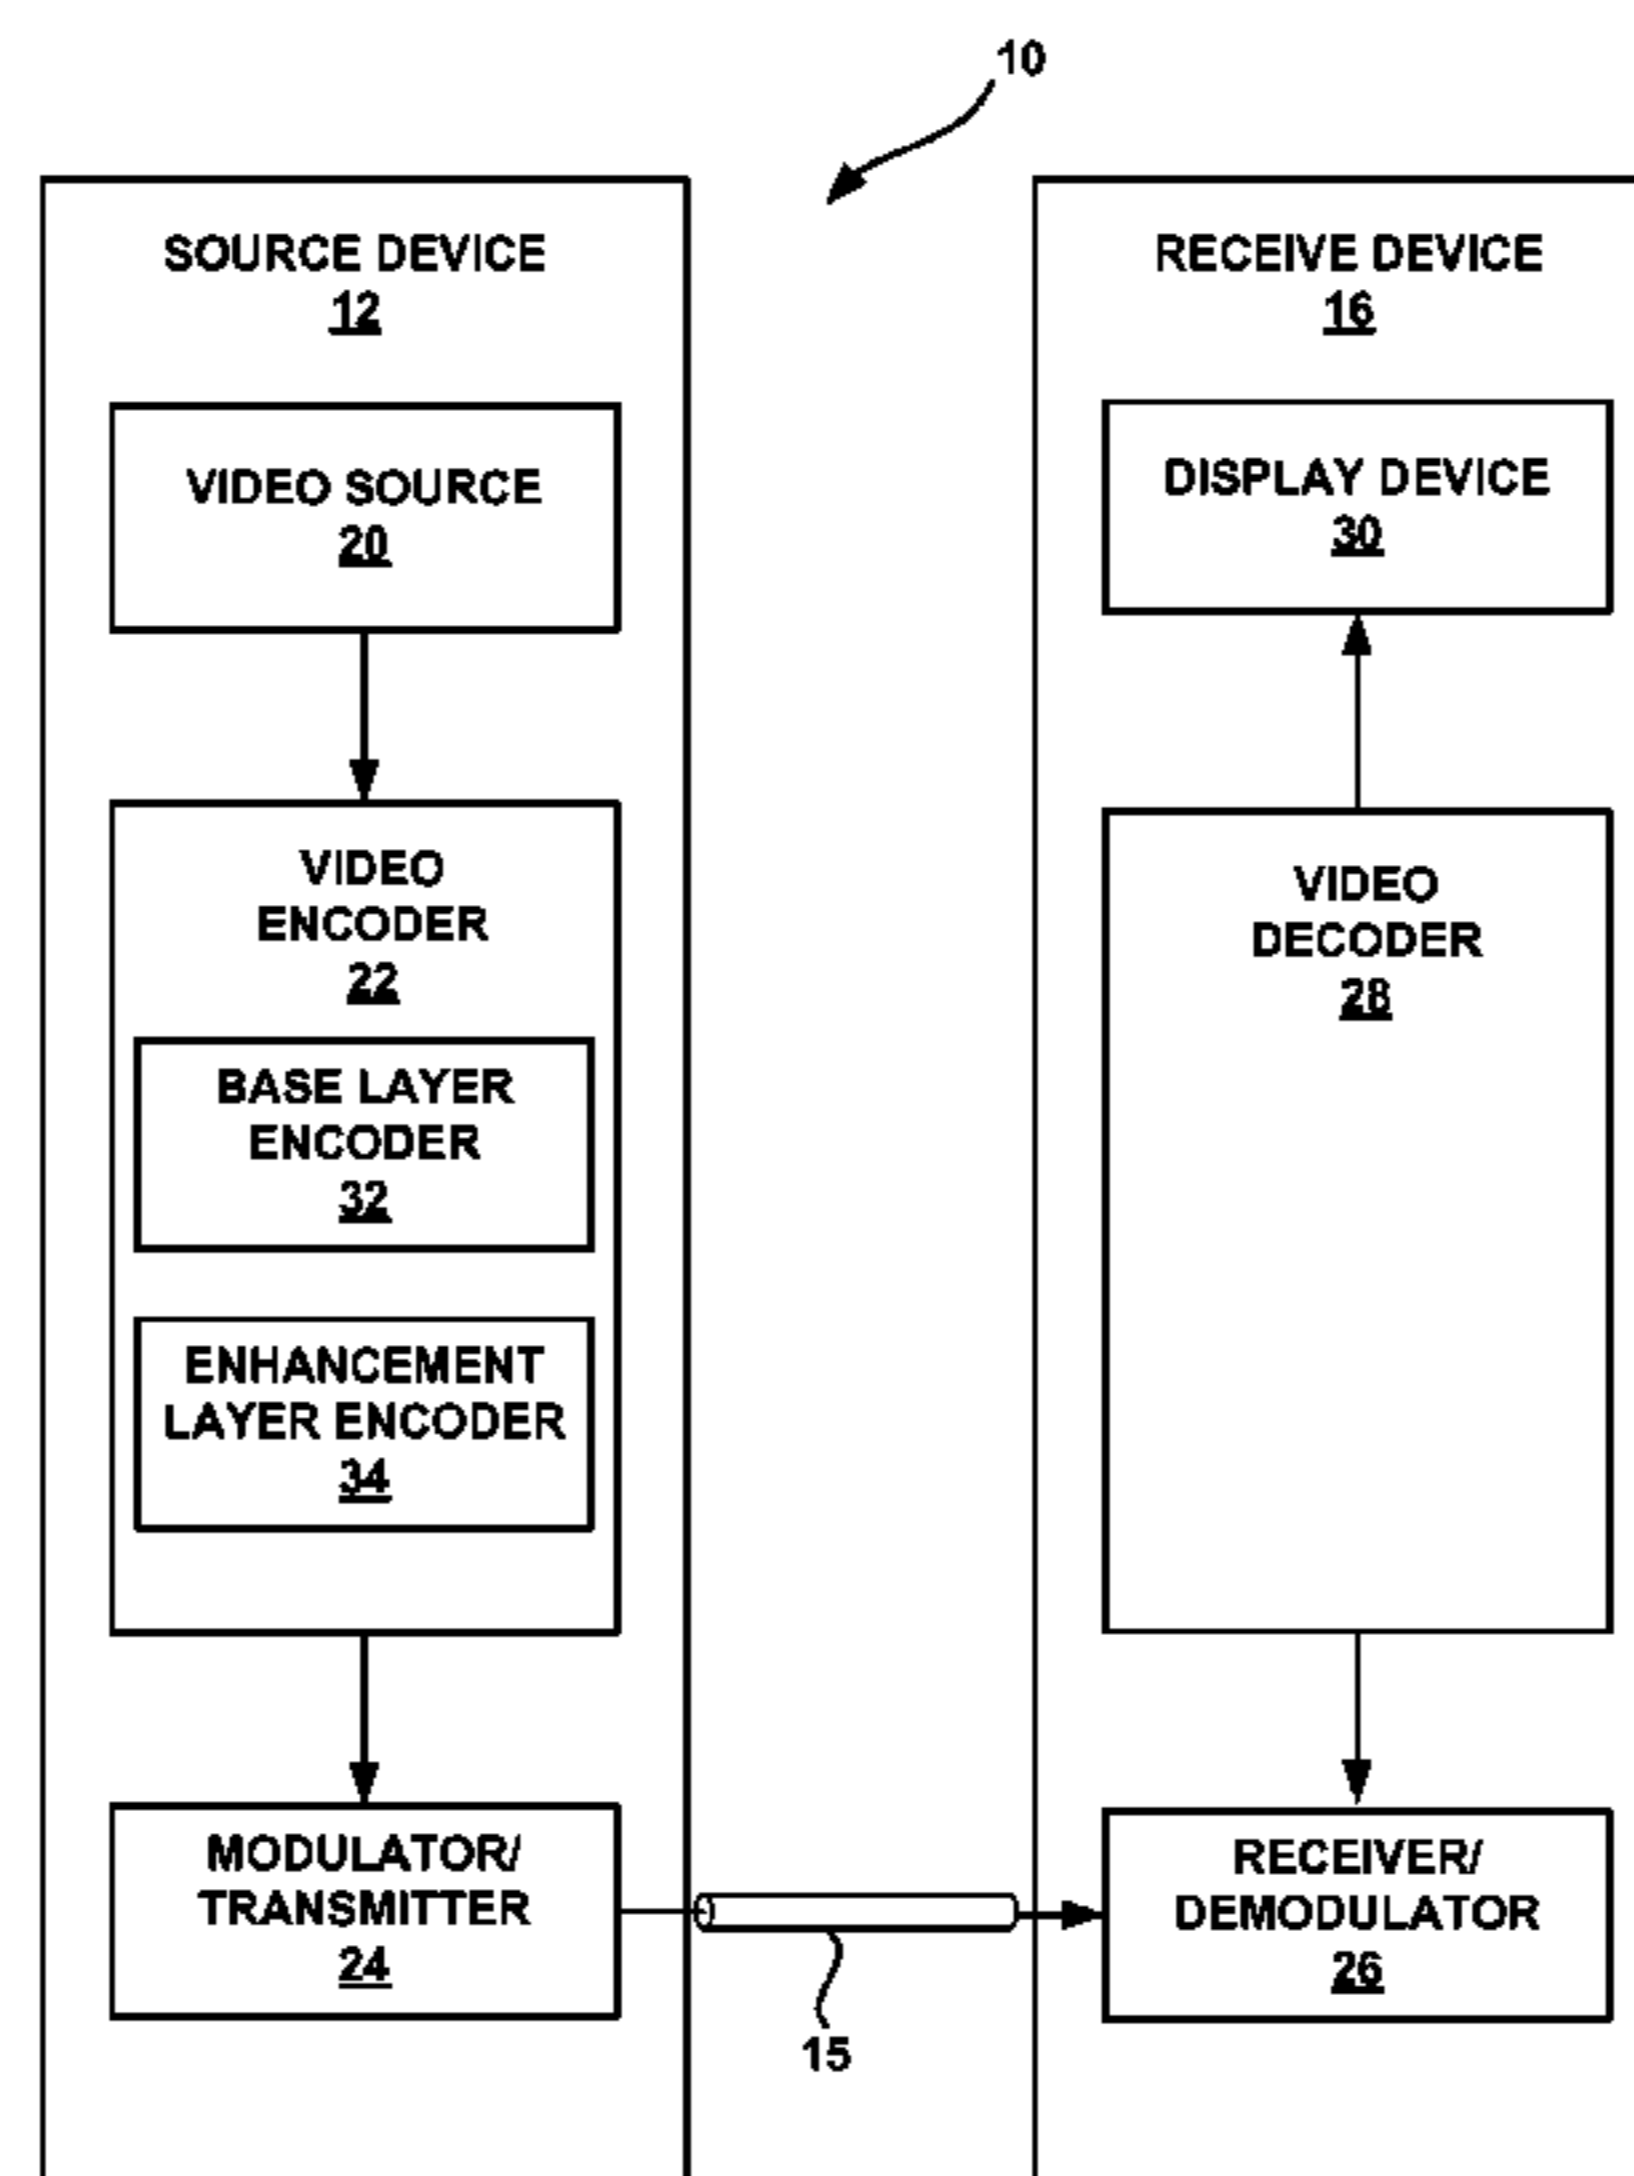 10
SOURCE DEVICE
12
VIDEO SOURCE
20
VIDEO
ENCODER
22
BASE LAYER
ENCODER
32
ENHANCEMENT
LAYER ENCODER
34
MODULATOR/
TRANSMITTER
24
15
RECEIVE DEVICE
16
DISPLAY DEVICE
30
VIDEO
DECODER
28
RECEIVER/
DEMODULATOR
26